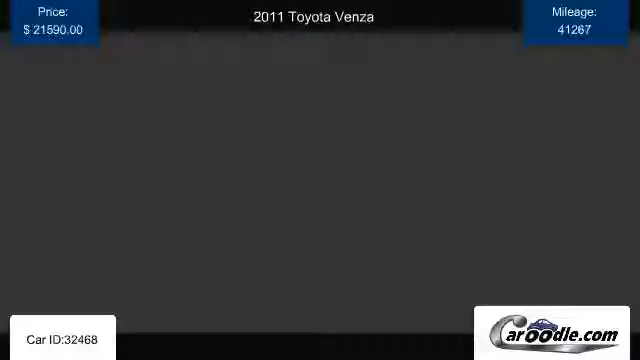 Price:
$ 21590.00
2011 Toyota Venza
Mileage:
41267
Car ID:32468
Caroodle.com